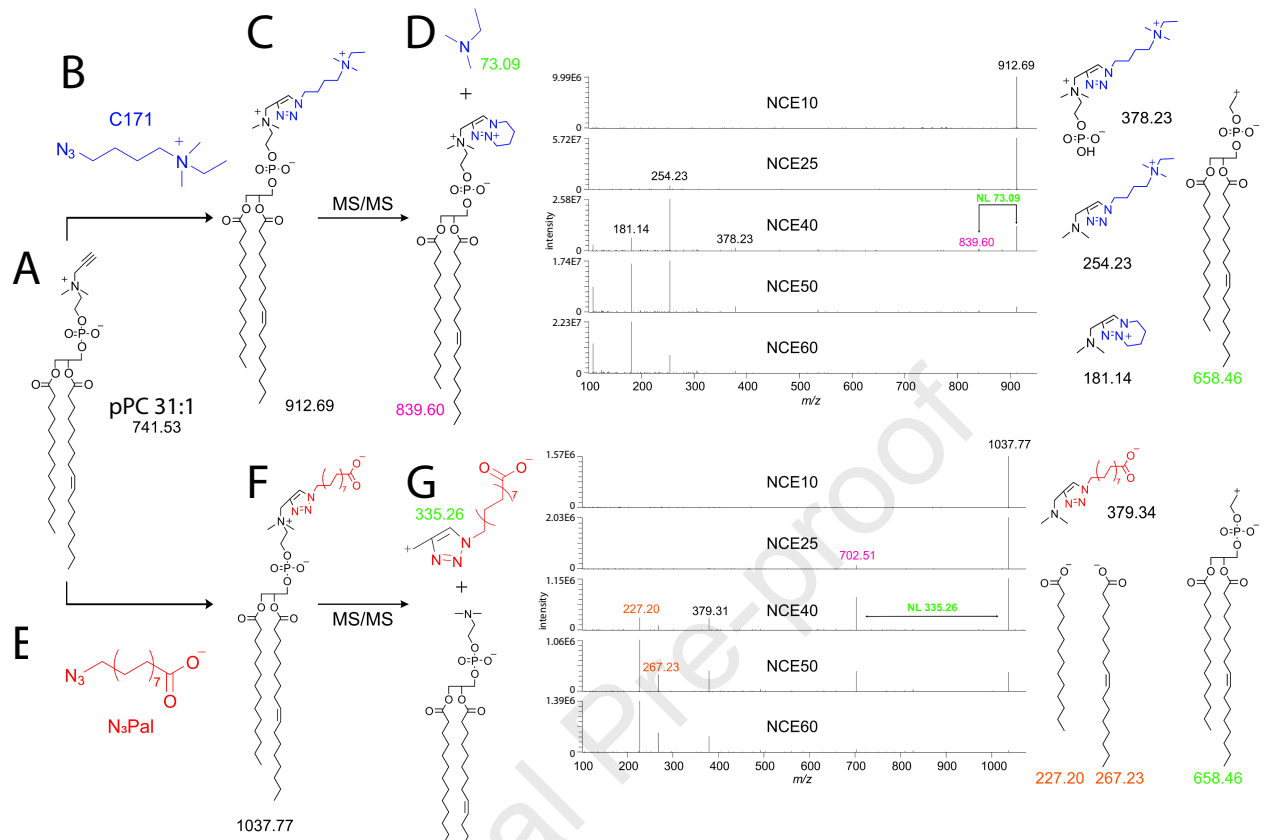 A
pPC 31:1
741.53
B
C171
N3
N
+
C
912.69
MS/MS
D
73.09
+
839.60
9.99E6
0
NCE10
912.69
5.72E7
0
254.23
NCE25
2.58E7
0
181.14
378.23
NCE40
839.60
NL 73.09
intensity
1.74E7
0
NCE50
2.23E7
0
NCE60
100 200 300 400 500 600 700 800 900
m/z
378.23
254.23
181.14
658.46
E
N3
7
O
O−
N3Pal
F
1037.77
MS/MS
G
335.26
+
1.57E6
0
NCE10
1037.77
2.03E6
0
NCE25
702.51
1.15E6
0
227.20
379.31
NCE40
NL 335.26
intensity
1.06E6
0
267.23
NCE50
1.39E6
0
NCE60
100 200 300 400 500 600 700 800 900 1000
m/z
379.34
227.20 267.23
658.46
al Pre-proof